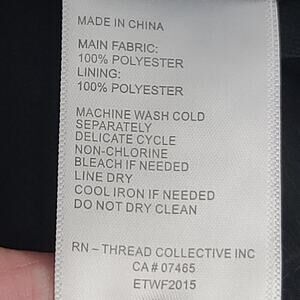 MADE IN CHINA
MAIN FABRIC:
100% POLYESTER
LINING:
100% POLYESTER
MACHINE WASH COLD
SEPARATELY
DELICATE CYCLE
NON-CHLORINE
BLEACH IF NEEDED
LINE DRY
COOL IRON IF NEEDED
DO NOT DRY CLEAN
RN – THREAD COLLECTIVE INC
CA # 07465
ETWF2015